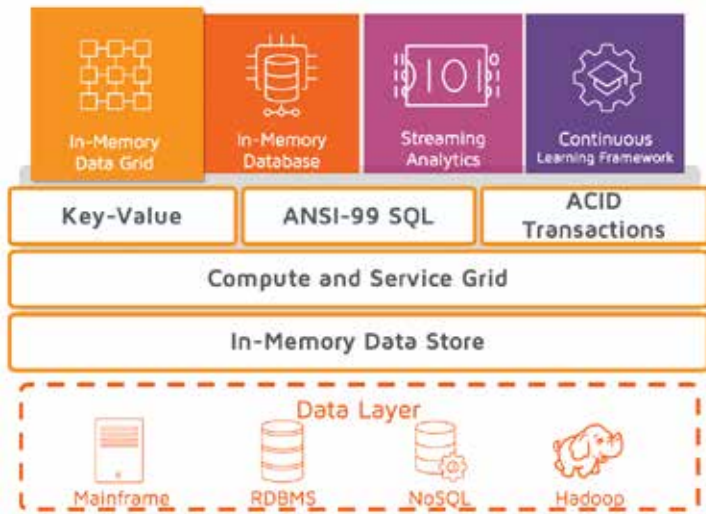 In-Memory
Data Grid
In-Memory
Database
Streaming
Analytics
Continuous
Learning Framework
Key-Value
ANSI-99 SQL
ACID
Transactions
Compute and Service Grid
In-Memory Data Store
Data Layer
Mainframe
RDBMS
NoSQL
Hadoop